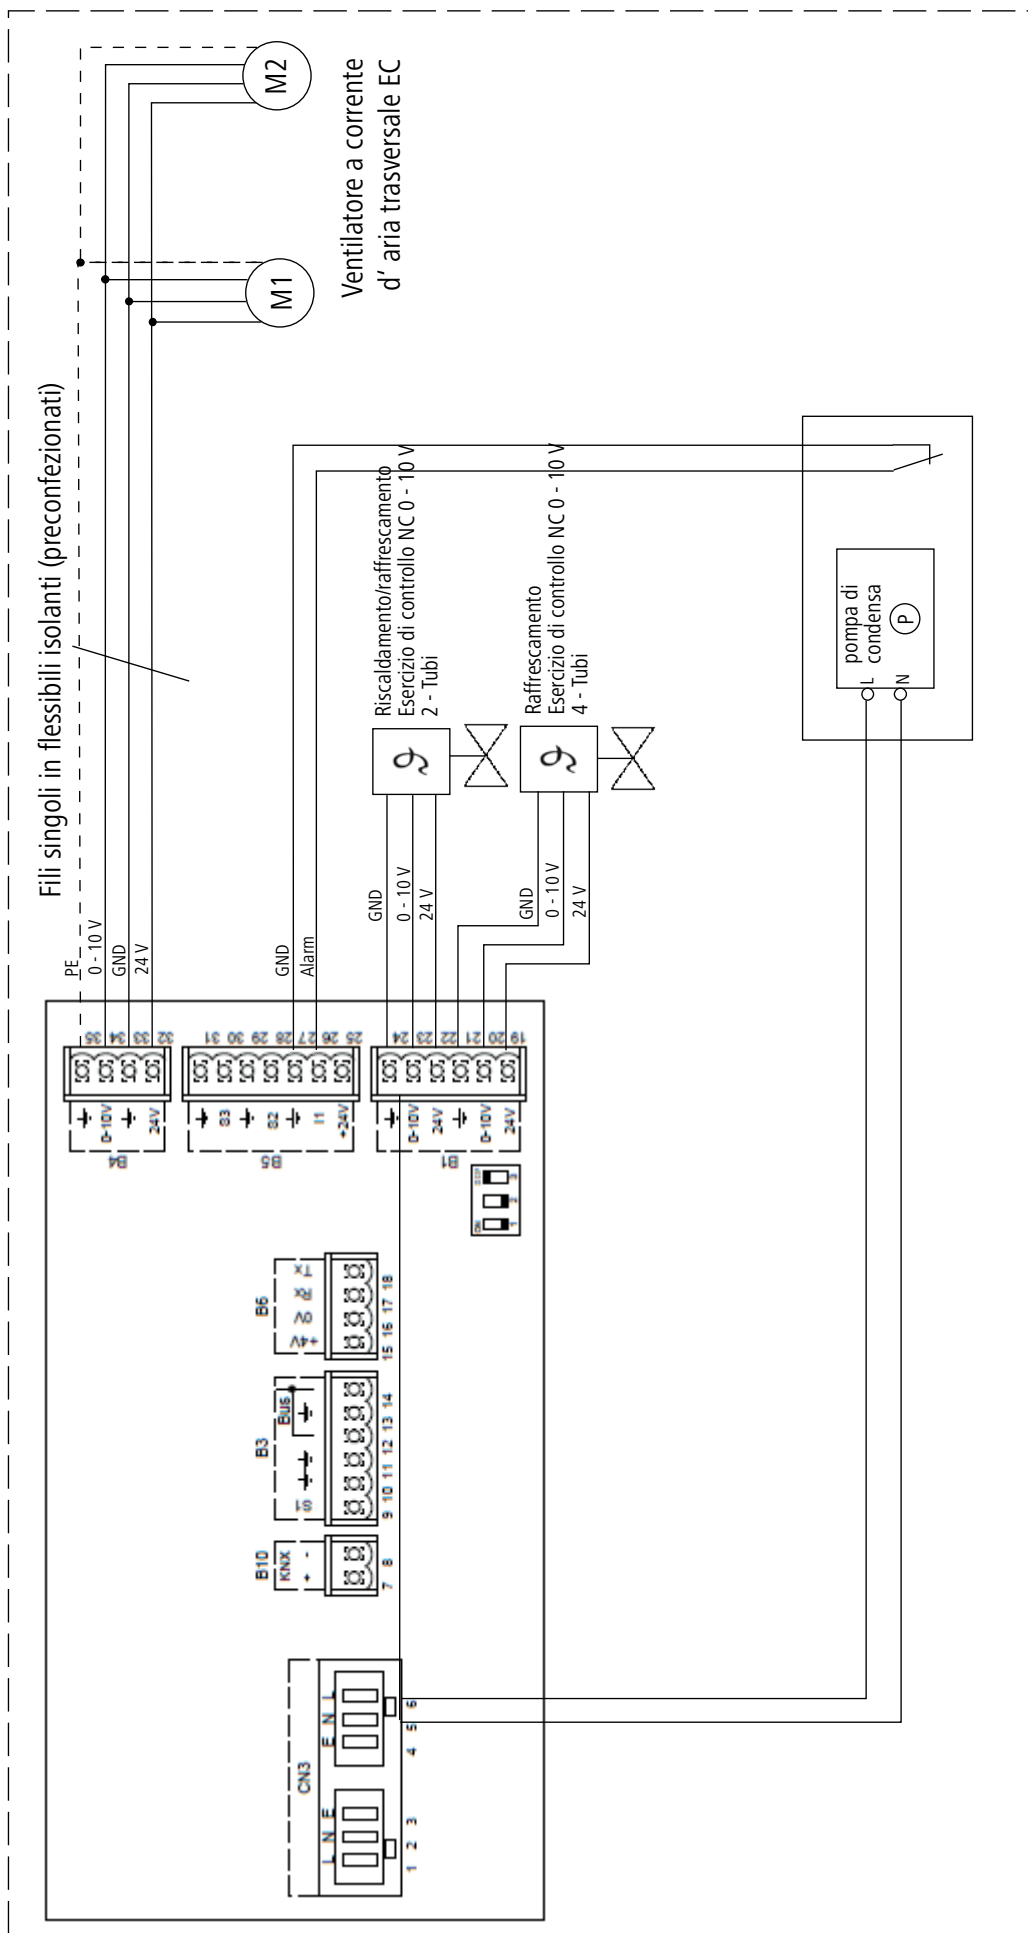 M2
M1
Ventilatore a corrente
d' aria trasversale EC
Fili singoli in flessibili isolanti (preconfezionati)
PE
0 - 10 V
GND
24 V
GND
Alarm
Riscaldamento/raffrescamento
Esercizio di controllo NC 0 - 10 V
2 - Tubi
GND
0 - 10 V
24 V
Raffrescamento
Esercizio di controllo NC 0 - 10 V
4 - Tubi
GND
0 - 10 V
24 V
pompa di
condensa
P
L
N
35
34
33
32
0-10V
24V
B4
31
30
29
28
27
26
25
S3
S2
I1
+24V
B5
24
23
22
21
20
19
0-10V
24V
0-10V
24V
B1
ON
1
2
3
B6
+4V
0V
Rx
Tx
15 16 17 18
B3
S1
Bus
9 10 11 12 13 14
B10
KNX
+ -
7 8
CN3
L N E
E N L
1 2 3
4 5 6